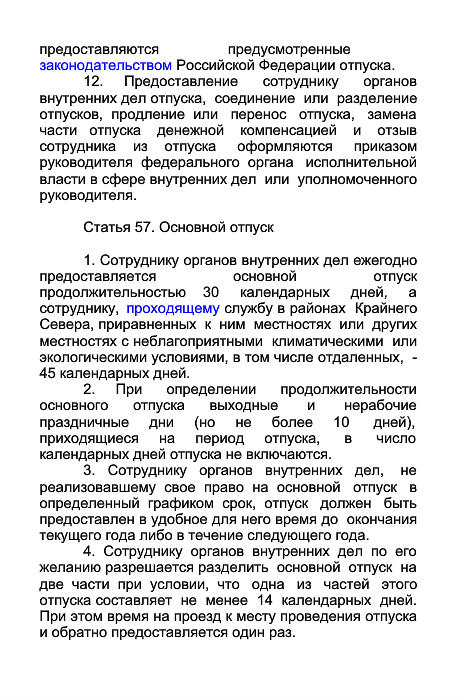 предоставляются предусмотренные
законодательством Российской Федерации отпуска.
12. Предоставление сотруднику органов
внутренних дел отпуска, соединение или разделение
отпусков, продление или перенос отпуска, замена
части отпуска денежной компенсацией и отзыв
сотрудника из отпуска оформляются приказом
руководителя федерального органа исполнительной
власти в сфере внутренних дел или уполномоченного
руководителя.
Статья 57. Основной отпуск
1. Сотруднику органов внутренних дел ежегодно
предоставляется основной отпуск
продолжительностью 30 календарных дней, а
сотруднику, проходящему службу в районах Крайнего
Севера, приравненных к ним местностях или других
местностях с неблагоприятными климатическими или
экологическими условиями, в том числе отдаленных, -
45 календарных дней.
2. При определении продолжительности
основного отпуска выходные и нерабочие
праздничные дни (но не более 10 дней),
приходящиеся на период отпуска, в число
календарных дней отпуска не включаются.
3. Сотруднику органов внутренних дел, не
реализовавшему свое право на основной отпуск в
определенный графиком срок, отпуск должен быть
предоставлен в удобное для него время до окончания
текущего года либо в течение следующего года.
4. Сотруднику органов внутренних дел по его
желанию разрешается разделить основной отпуск на
две части при условии, что одна из частей этого
отпуска составляет не менее 14 календарных дней.
При этом время на проезд к месту проведения отпуска
и обратно предоставляется один раз.